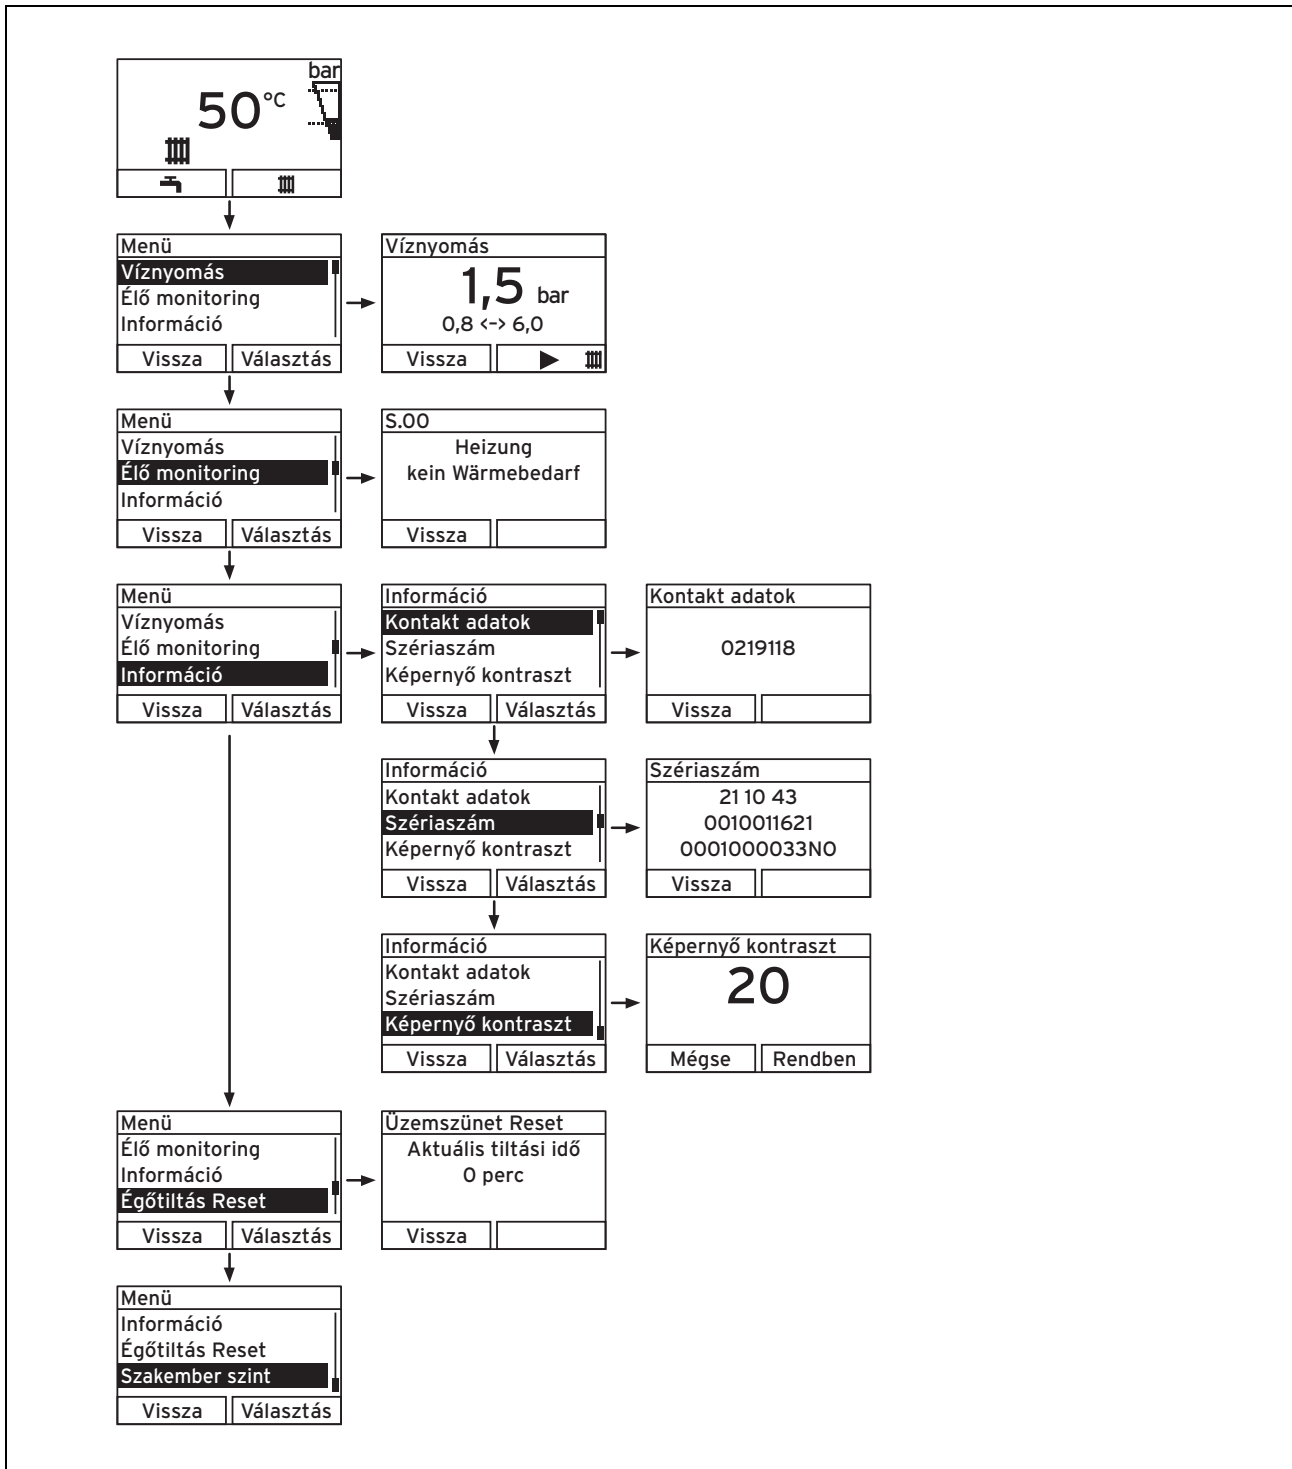 bar
50°C
Menü
Víznyomás
Élő monitoring
Információ
Vissza Választás
Víznyomás
1,5 bar
0,8 <-> 6,0
Vissza
Menü
Víznyomás
Élő monitoring
Információ
Vissza Választás
S.00
Heizung
kein Wärmebedarf
Vissza
Menü
Víznyomás
Élő monitoring
Információ
Vissza Választás
Információ
Kontakt adatok
Szériaszám
Képernyő kontraszt
Vissza Választás
Kontakt adatok
0219118
Vissza
Információ
Kontakt adatok
Szériaszám
Képernyő kontraszt
Vissza Választás
Szériaszám
21 10 43
0010011621
0001000033N0
Vissza
Információ
Kontakt adatok
Szériaszám
Képernyő kontraszt
Vissza Választás
Képernyő kontraszt
20
Mégse Rendben
Menü
Élő monitoring
Információ
Égőtiltás Reset
Vissza Választás
Üzemszünet Reset
Aktuális tiltási idő
0 perc
Vissza
Menü
Információ
Égőtiltás Reset
Szakember szint
Vissza Választás